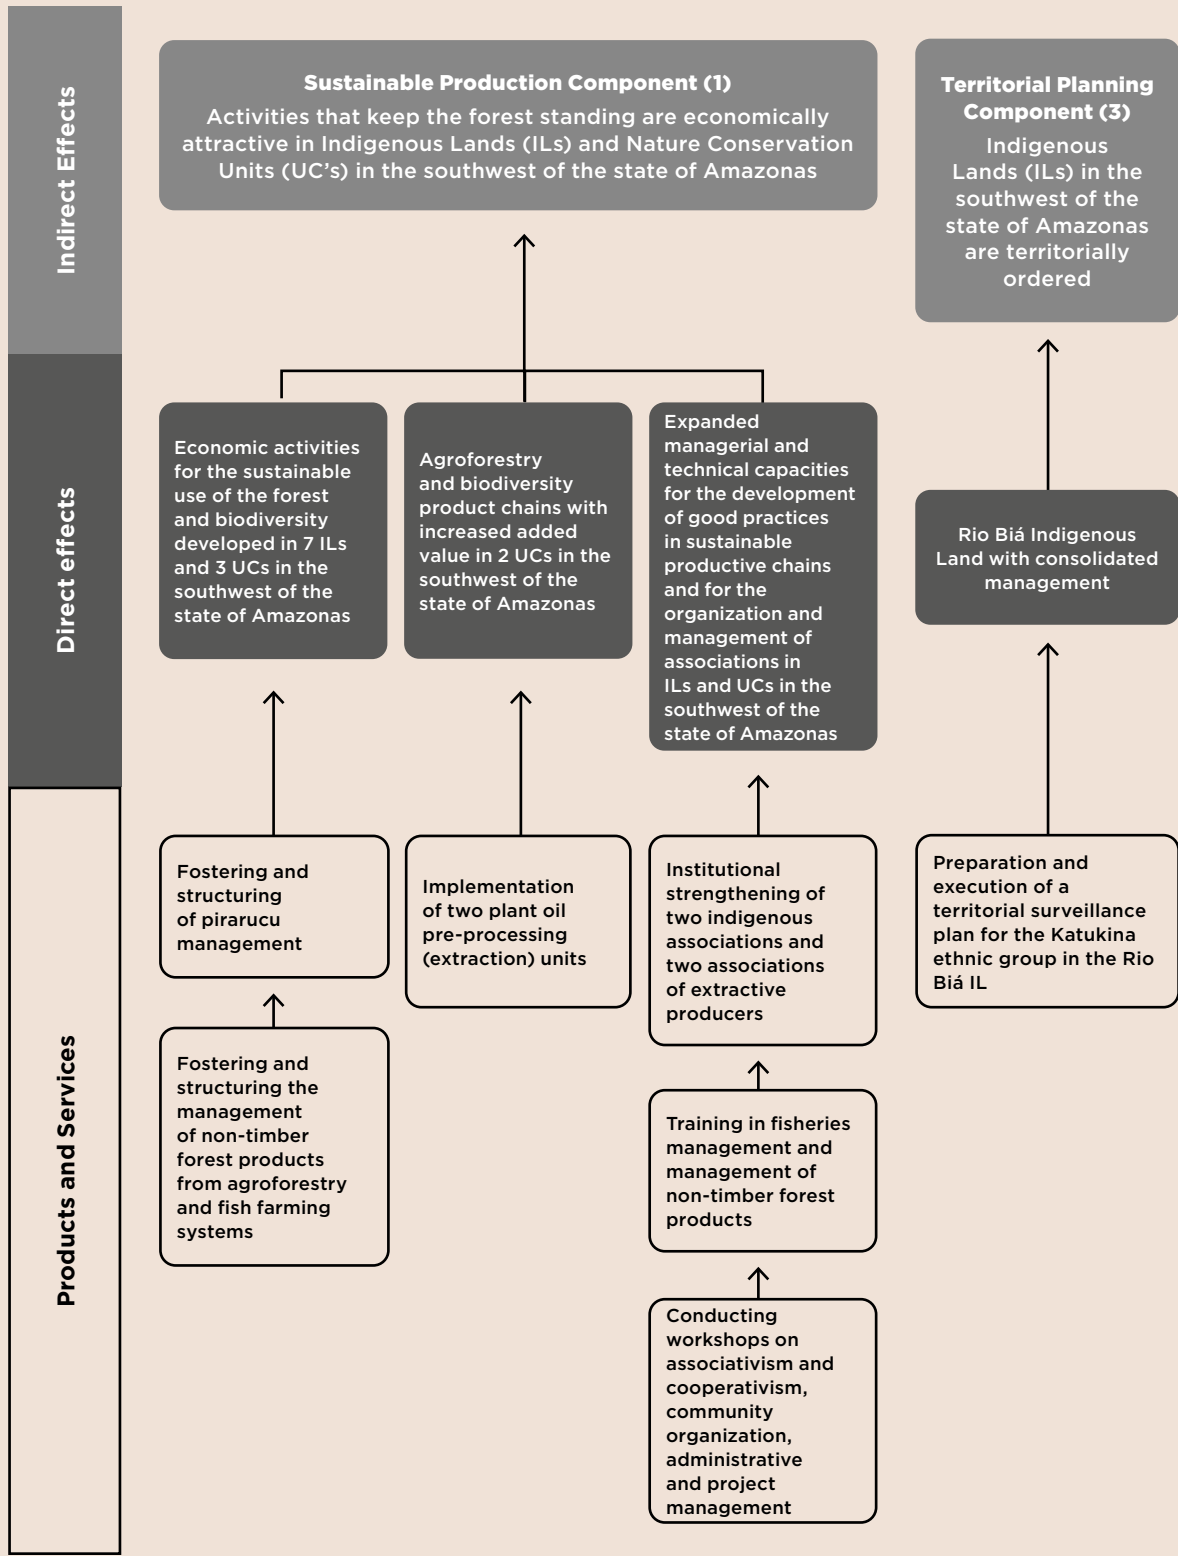 Indirect Effects
Sustainable Production Component (1)
Activities that keep the forest standing are economically
attractive in Indigenous Lands (ILs) and Nature Conservation
Units (UC’s) in the southwest of the state of Amazonas
Territorial Planning
Component (3)
Indigenous
Lands (ILs) in the
southwest of the
state of Amazonas
are territorially
ordered
Direct effects
Economic activities
for the sustainable
use of the forest
and biodiversity
developed in 7 ILs
and 3 UCs in the
southwest of the
state of Amazonas
Agroforestry
and biodiversity
product chains with
increased added
value in 2 UCs in the
southwest of the
state of Amazonas
Expanded
managerial and
technical capacities
for the development
of good practices
in sustainable
productive chains
and for the
organization and
management of
associations in
ILs and UCs in the
southwest of the
state of Amazonas
Rio Biá Indigenous
Land with consolidated
management
Products and Services
Fostering and
structuring
of pirarucu
management
Implementation
of two plant oil
pre-processing
(extraction) units
Institutional
strengthening of
two indigenous
associations and
two associations
of extractive
producers
Preparation and
execution of a
territorial surveillance
plan for the Katukina
ethnic group in the Rio
Biá IL
Fostering and
structuring the
management
of non-timber
forest products
from agroforestry
and fish farming
systems
Training in fisheries
management and
management of
non-timber forest
products
Conducting
workshops on
associativism and
cooperativism,
community
organization,
administrative
and project
management